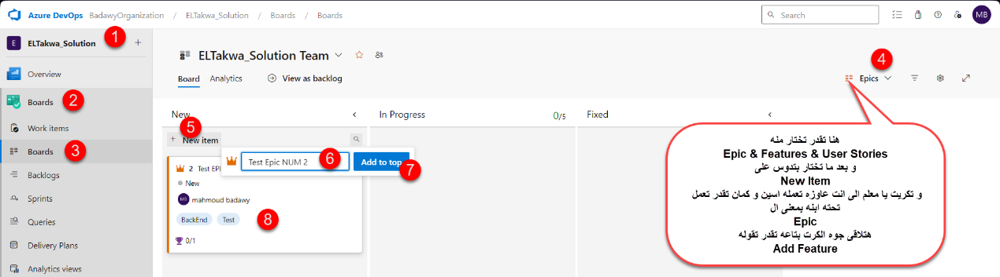 Azure DevOps BadawyOrganization / ELTakwa_Solution / Boards / Boards
Search
MB
E ELTakwa_Solution 1 +
Overview
Boards 2
Work items
Boards 3
Backlogs
Sprints
Queries
Delivery Plans
Analytics views
ELTakwa_Solution Team
Board Analytics View as backlog
4
Epics
New
In Progress 0/5
Fixed
5
+ New item
Test Epic NUM 2 6 Add to top 7
2 Test EPI
New
MB mahmoud badawy
BackEnd Test 8
0/1
هنا تقدر تختار منه
Epic & Features & User Stories
و بعد ما تختار بتدوس على
New Item
و تكريت يا معلم الى انت عاوزه تعمله اسين و كمان تقدر تعمل
تحته ابنه بمعنى ال
Epic
هتلاقى جوه الكرت بتاعه تقدر تقوله
Add Feature